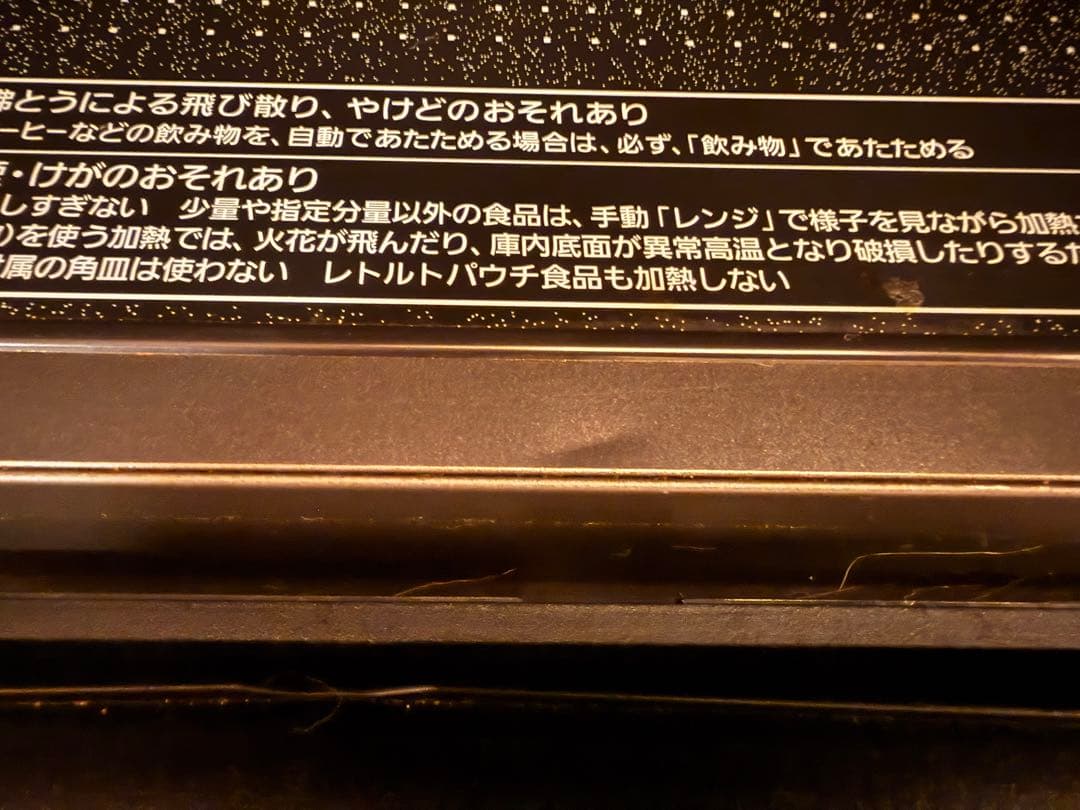 とうによる飛び散り、やけどのおそれあり
ーヒーなどの飲み物を、自動であたためる場合は、必ず、「飲み物」であたためる
・けがのおそれあり
しすぎない 少量や指定分量以外の食品は、手動「レンジ」で様子を見ながら加熱
)を使う加熱では、火花が飛んだり、庫内底面が異常高温となり破損したりする
属の角皿は使わない レトルトパウチ食品も加熱しない